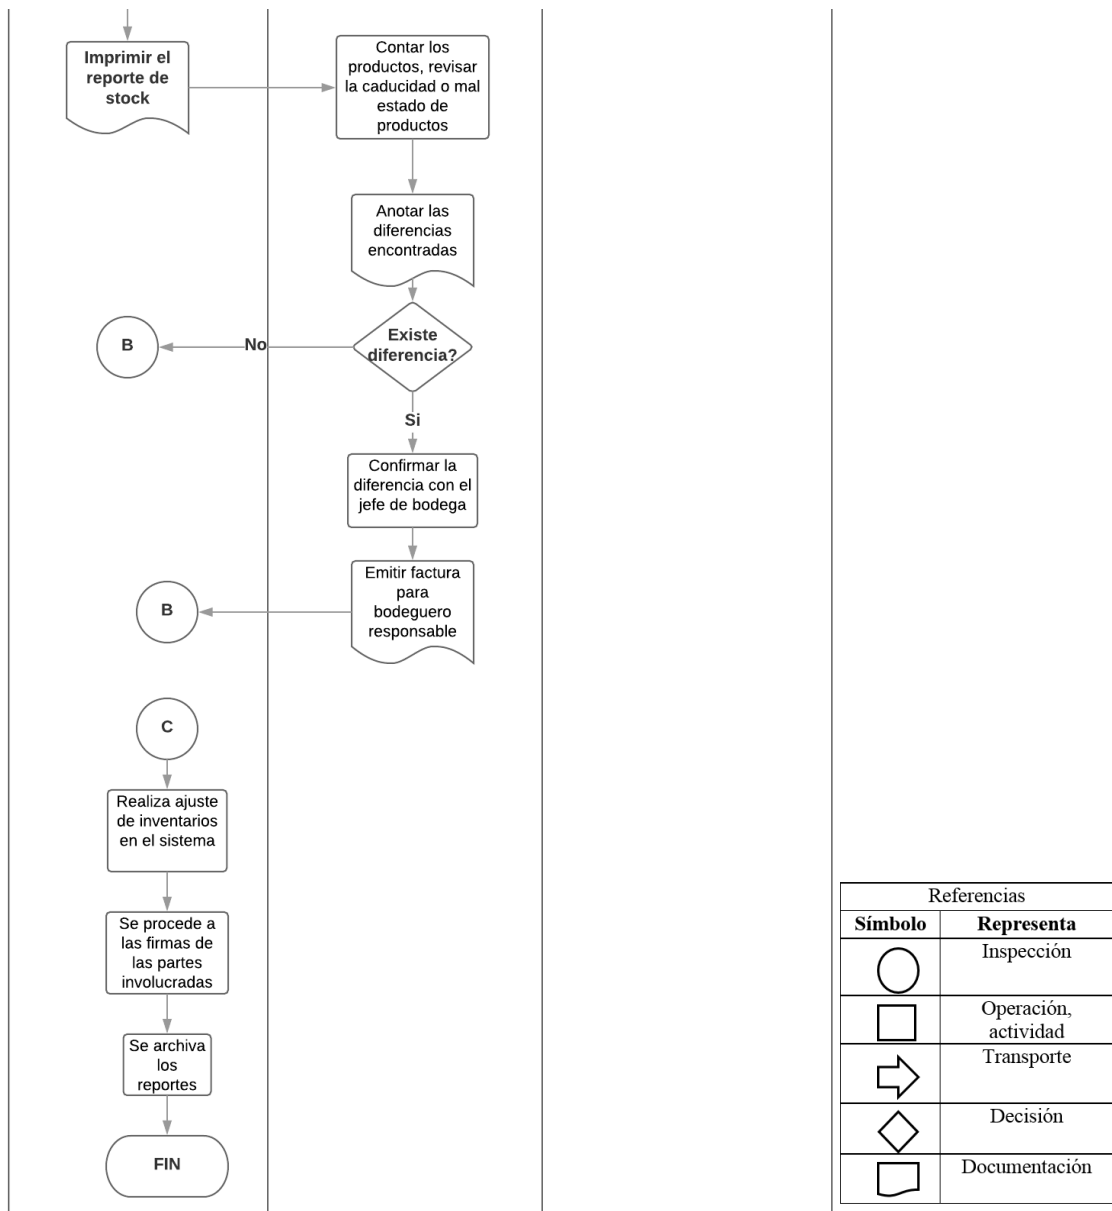 Imprimir el
reporte de
stock
Contar los
productos, revisar
la caducidad o mal
estado de
productos
Anotar las
diferencias
encontradas
Existe
diferencia?
No
B
Si
Confirmar la
diferencia con el
jefe de bodega
Emitir factura
para
bodeguero
responsable
B
C
Realiza ajuste
de inventarios
en el sistema
Se procede a
las firmas de
las partes
involucradas
Se archiva
los
reportes
FIN
Referencias
Símbolo Representa
Inspección
Operación,
actividad
Transporte
Decisión
Documentación